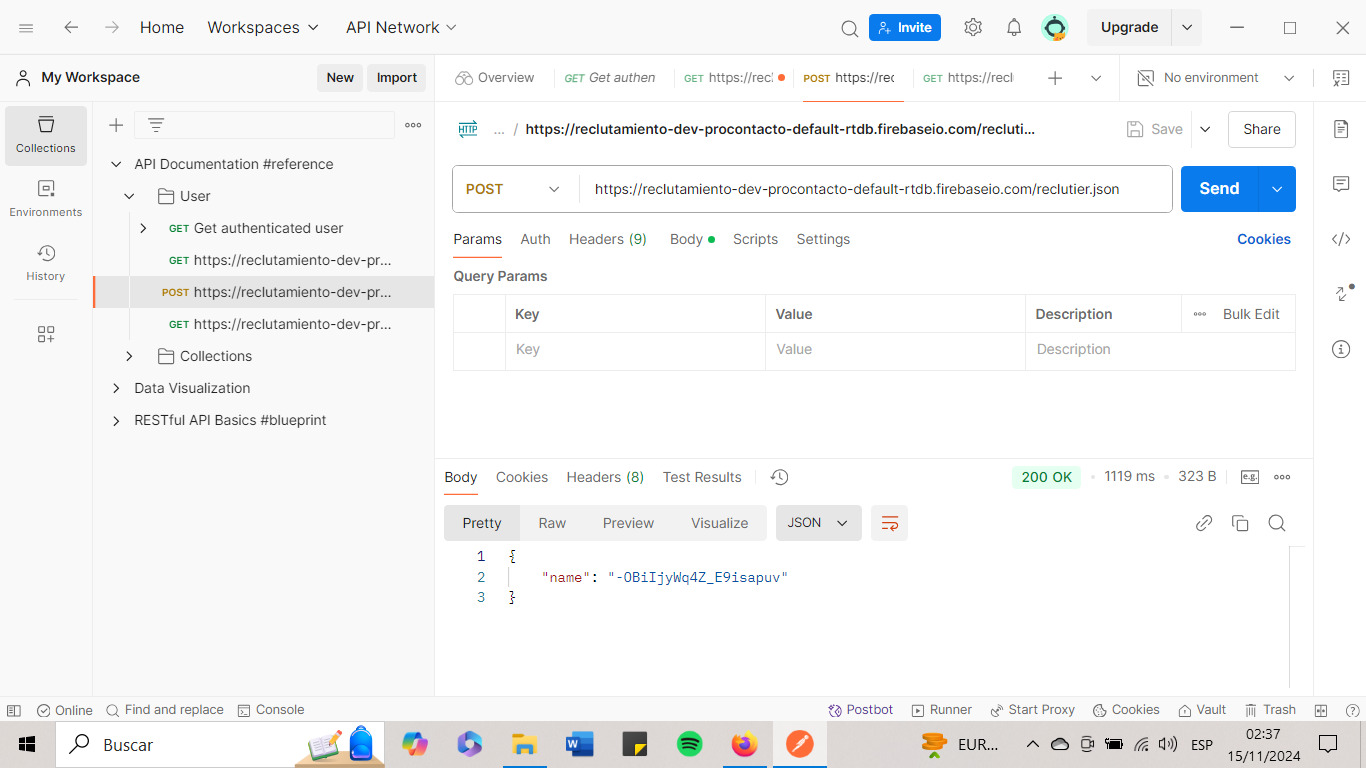 Home Workspaces API Network Invite Upgrade
My Workspace New Import Overview GET Get authen GET https://rec POST https://rec GET https://recl No environment
Collections
Environments
History
API Documentation #reference
User
GET Get authenticated user
GET https://reclutamiento-dev-pr...
POST https://reclutamiento-dev-pr...
GET https://reclutamiento-dev-pr...
Collections
Data Visualization
RESTful API Basics #blueprint
HTTP ... / https://reclutamiento-dev-procontacto-default-rtdb.firebaseio.com/recluti... Save Share
POST https://reclutamiento-dev-procontacto-default-rtdb.firebaseio.com/reclutier.json Send
Params Auth Headers (9) Body Scripts Settings Cookies
Query Params
Key Value Description Bulk Edit
Key Value Description
Body Cookies Headers (8) Test Results 200 OK 1119 ms 323 B e.g.
Pretty Raw Preview Visualize JSON
1 {
2 "name": "-OBiIjyWq4Z_E9isapuv"
3 }
Online Find and replace Console Postbot Runner Start Proxy Cookies Vault Trash
Buscar EUR... ESP 02:37
15/11/2024